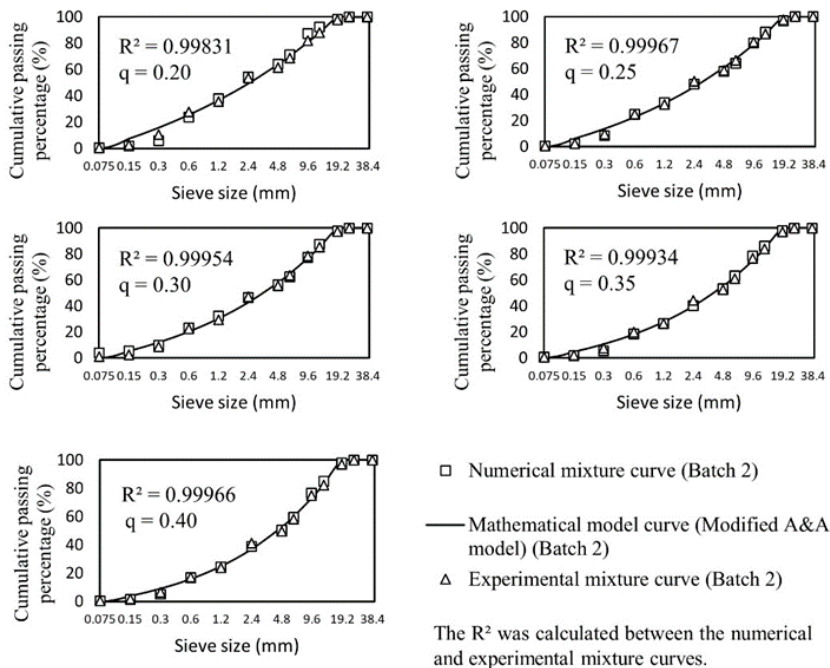 Cumulative passing
percentage (%)
100
80
60
40
20
0
R² = 0.99831
q = 0.20
0.075 0.15 0.3 0.6 1.2 2.4 4.8 9.6 19.2 38.4
Sieve size (mm)
Cumulative passing
percentage (%)
100
80
60
40
20
0
R² = 0.99967
q = 0.25
0.075 0.15 0.3 0.6 1.2 2.4 4.8 9.6 19.2 38.4
Sieve size (mm)
Cumulative passing
percentage (%)
100
80
60
40
20
0
R² = 0.99954
q = 0.30
0.075 0.15 0.3 0.6 1.2 2.4 4.8 9.6 19.2 38.4
Sieve size (mm)
Cumulative passing
percentage (%)
100
80
60
40
20
0
R² = 0.99934
q = 0.35
0.075 0.15 0.3 0.6 1.2 2.4 4.8 9.6 19.2 38.4
Sieve size (mm)
Cumulative passing
percentage (%)
100
80
60
40
20
0
R² = 0.99966
q = 0.40
0.075 0.15 0.3 0.6 1.2 2.4 4.8 9.6 19.2 38.4
Sieve size (mm)
Numerical mixture curve (Batch 2)
Mathematical model curve (Modified A&A
model) (Batch 2)
Experimental mixture curve (Batch 2)
The R² was calculated between the numerical
and experimental mixture curves.